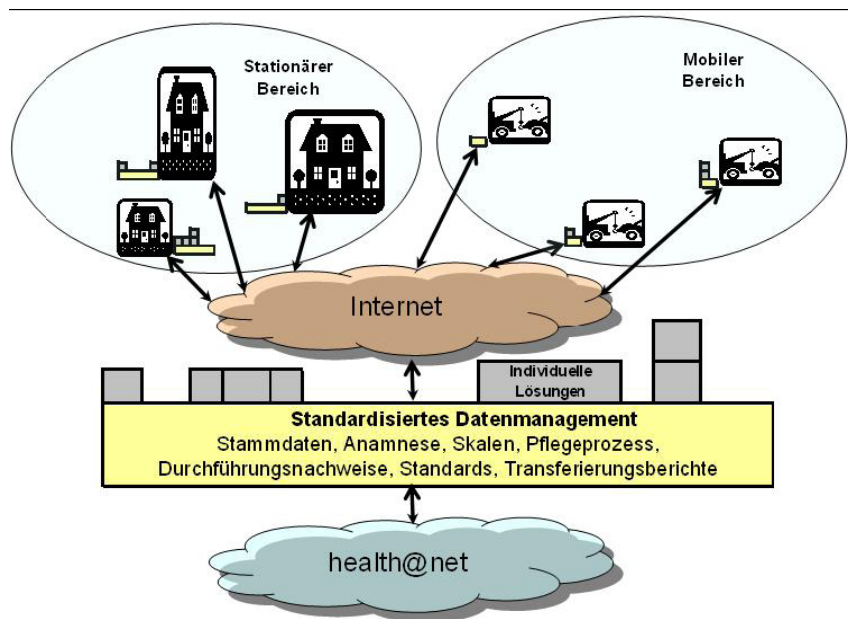 Stationärer
Bereich
Mobiler
Bereich
Internet
Individuelle
Lösungen
Standardisiertes Datenmanagement
Stammdaten, Anamnese, Skalen, Pflegeprozess,
Durchführungsnachweise, Standards, Transferierungsberichte
health@net